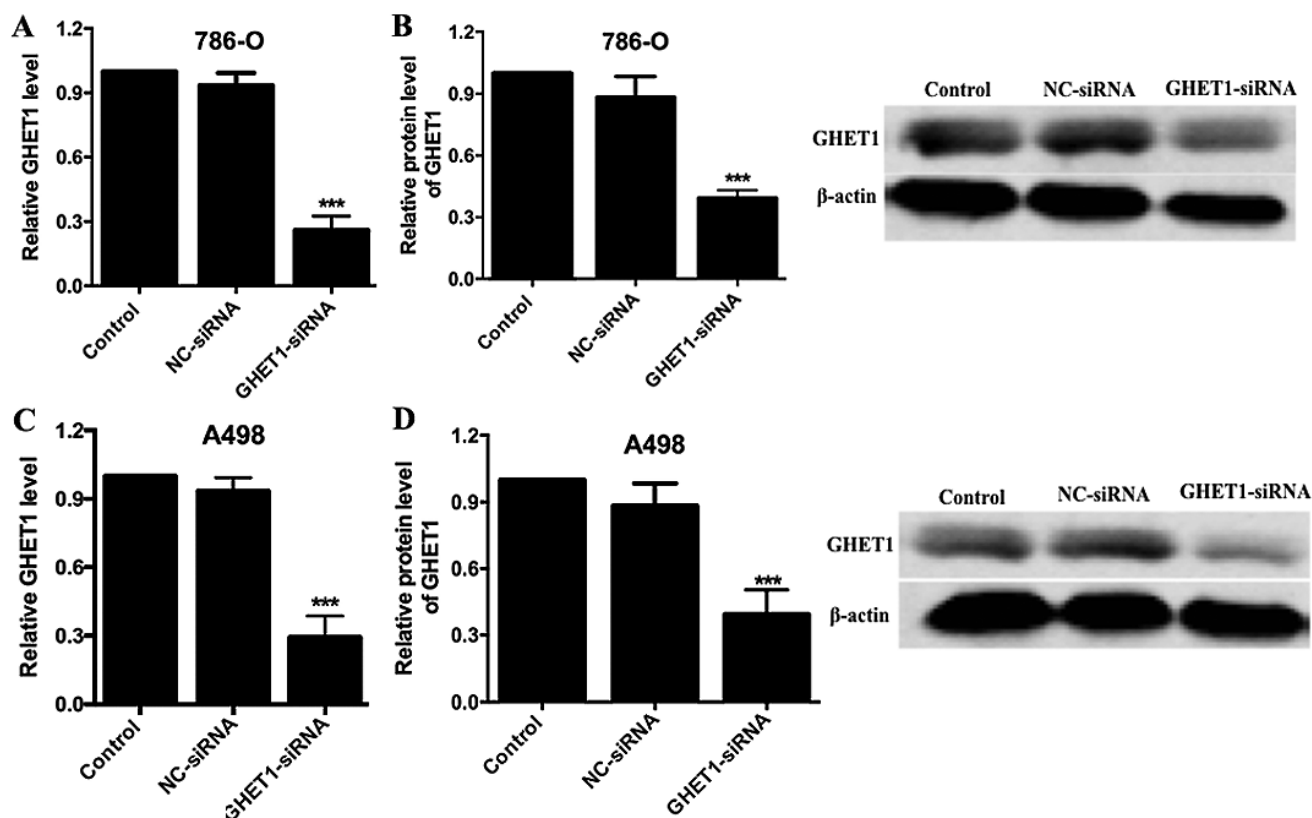 A
786-O
Relative GHET1 level
1.2
0.9
0.6
0.3
0.0
***
Control
NC-siRNA
GHET1-siRNA
B
786-O
Relative protein level
of GHET1
1.2
0.9
0.6
0.3
0.0
***
Control
NC-siRNA
GHET1-siRNA
Control NC-siRNA GHET1-siRNA
GHET1
β-actin
C
A498
Relative GHET1 level
1.2
0.9
0.6
0.3
0.0
***
Control
NC-siRNA
GHET1-siRNA
D
A498
Relative protein level
of GHET1
1.2
0.9
0.6
0.3
0.0
***
Control
NC-siRNA
GHET1-siRNA
Control NC-siRNA GHET1-siRNA
GHET1
β-actin